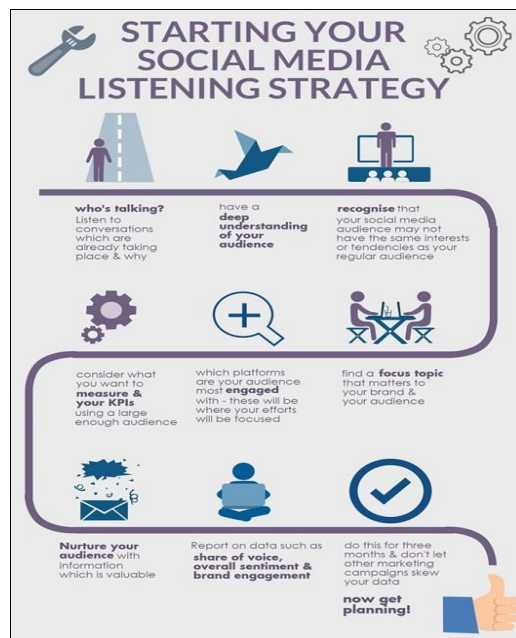 STARTING YOUR
SOCIAL MEDIA
LISTENING STRATEGY
who's talking?
Listen to
conversations
which are
already taking
place & why
have a
deep
understanding
of your
audience
recognise that
your social media
audience may not
have the same interests
or tendencies as your
regular audience
consider what
you want to
measure &
your KPIs
using a large
enough audience
which platforms
are your audience
most engaged
with - these will be
where your efforts
will be focused
find a focus topic
that matters to
your brand &
your audience
Nurture your
audience with
information
which is valuable
Report on data such as
share of voice,
overall sentiment &
brand engagement
do this for three
months & don't let
other marketing
campaigns skew
your data
now get
planning!